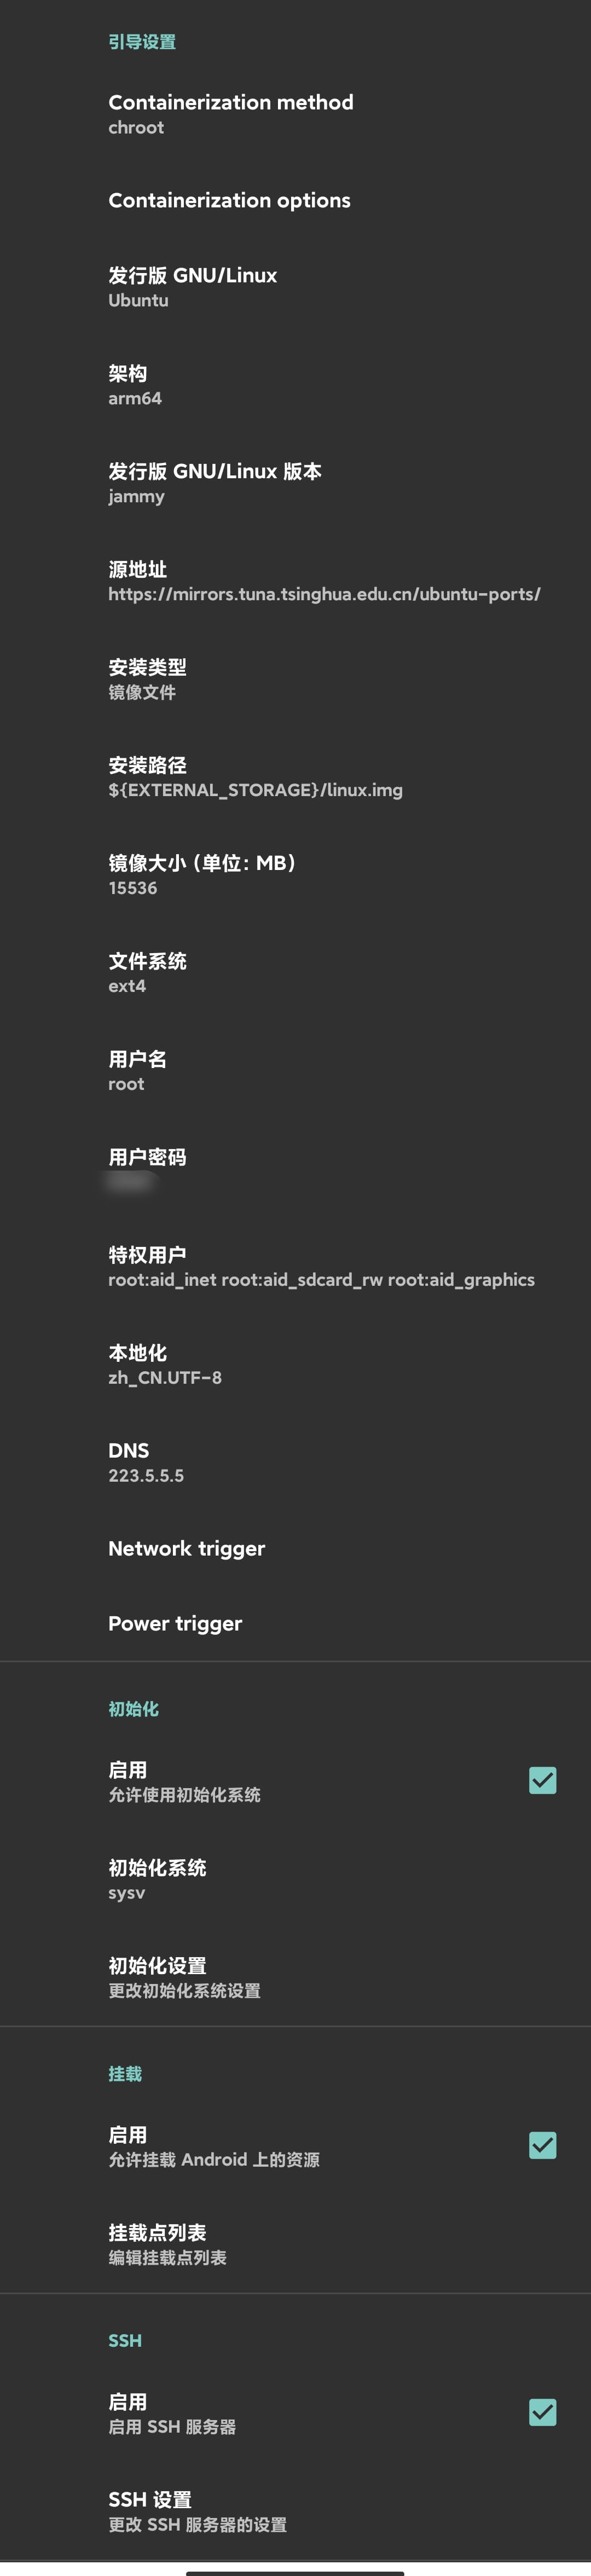 引导设置
Containerization method
chroot
Containerization options
发行版 GNU/Linux
Ubuntu
架构
arm64
发行版 GNU/Linux 版本
jammy
源地址
https://mirrors.tuna.tsinghua.edu.cn/ubuntu-ports/
安装类型
镜像文件
安装路径
${EXTERNAL_STORAGE}/linux.img
镜像大小（单位：MB）
15536
文件系统
ext4
用户名
root
用户密码
特权用户
root:aid_inet root:aid_sdcard_rw root:aid_graphics
本地化
zh_CN.UTF-8
DNS
223.5.5.5
Network trigger
Power trigger
初始化
启用
允许使用初始化系统
初始化系统
sysv
初始化设置
更改初始化系统设置
挂载
启用
允许挂载 Android 上的资源
挂载点列表
编辑挂载点列表
SSH
启用
启用 SSH 服务器
SSH 设置
更改 SSH 服务器的设置